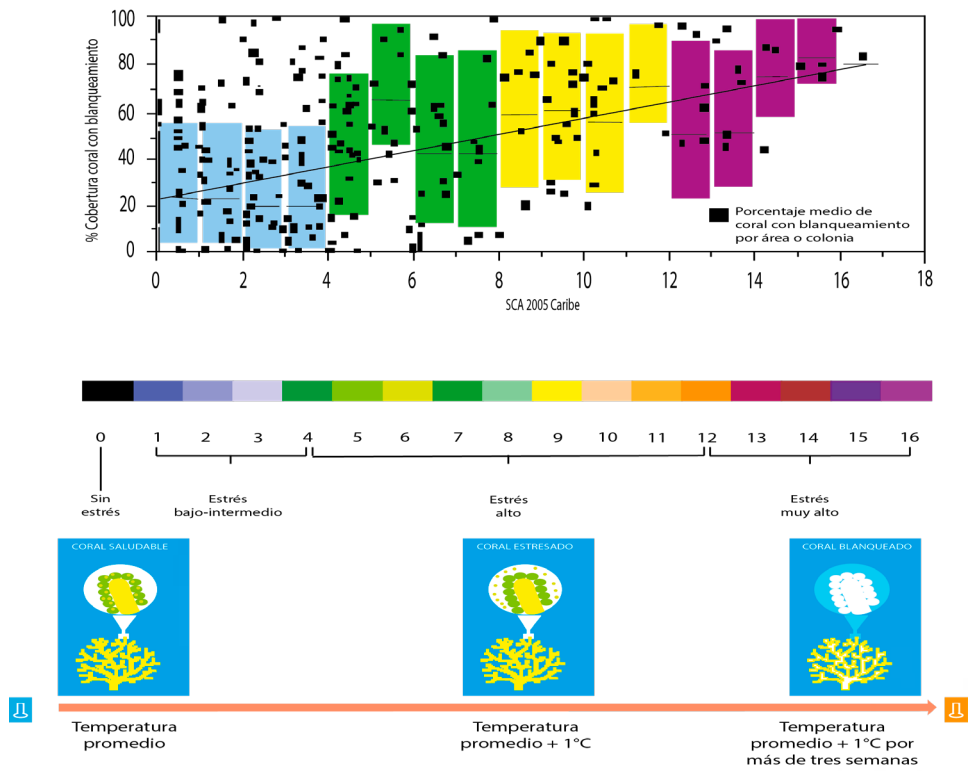 % Cobertura coral con blanqueamiento
100
80
60
40
20
0
0 2 4 6 8 10 12 14 16 18
SCA 2005 Caribe
Porcentaje medio de
coral con blanqueamiento
por área o colonia
0 1 2 3 4 5 6 7 8 9 10 11 12 13 14 15 16
Sin
estrés
Estrés
bajo-intermedio
Estrés
alto
Estrés
muy alto
CORAL SALUDABLE
CORAL ESTRESADO
CORAL BLANQUEADO
Temperatura
promedio
Temperatura
promedio + 1°C
Temperatura
promedio + 1°C por
más de tres semanas